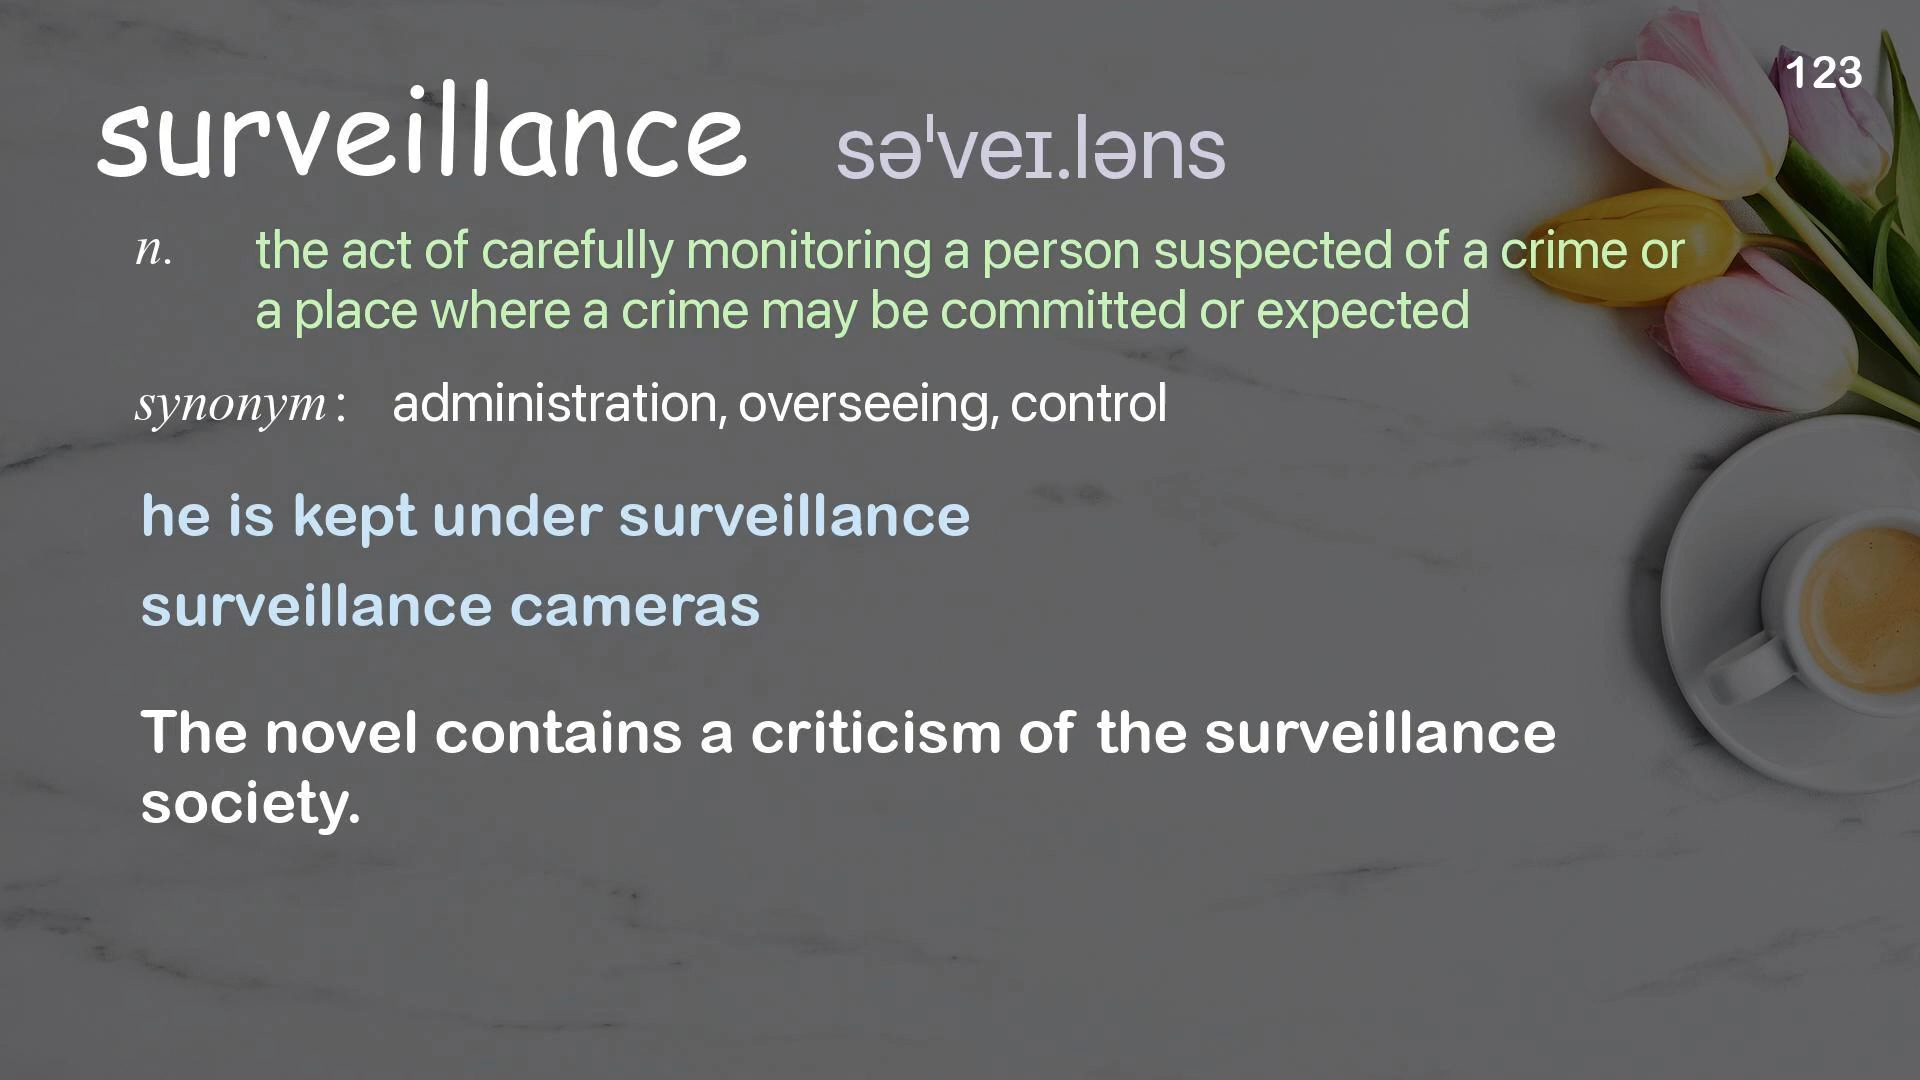 123
surveillance səˈveɪ.ləns
n. the act of carefully monitoring a person suspected of a crime or
a place where a crime may be committed or expected
synonym: administration, overseeing, control
he is kept under surveillance
surveillance cameras
The novel contains a criticism of the surveillance
society.